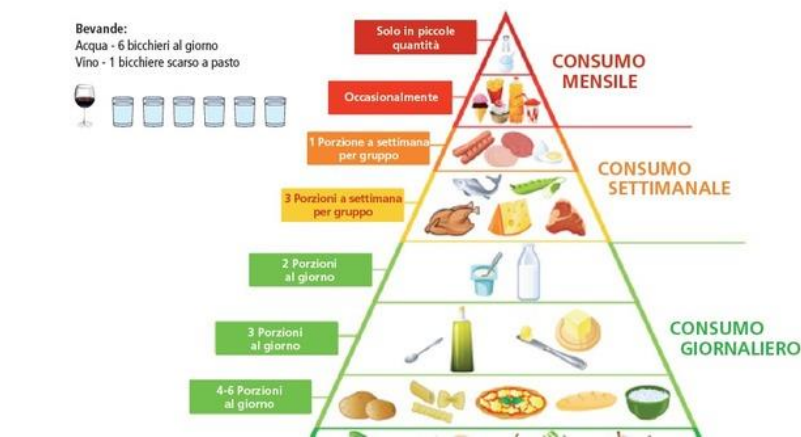 Bevande:
Acqua - 6 bicchieri al giorno
Vino - 1 bicchiere scarso a pasto
Solo in piccole
quantità
CONSUMO
MENSILE
Occasionalmente
1 Porzione a settimana
per gruppo
CONSUMO
SETTIMANALE
3 Porzioni a settimana
per gruppo
2 Porzioni
al giorno
3 Porzioni
al giorno
CONSUMO
GIORNALIERO
4-6 Porzioni
al giorno